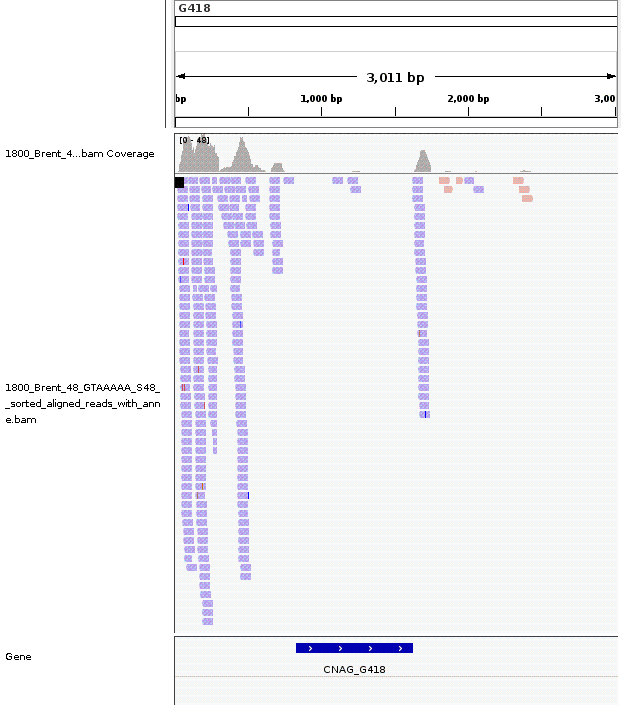 G418
3,011 bp
bp
1,000 bp
2,000 bp
3,00
[0 - 49]
1800_Brent_4...bam Coverage
1800_Brent_48_GTAAAAA_S48_
_sorted_aligned_reads_with_ann
e.bam
Gene
CNAG_G418